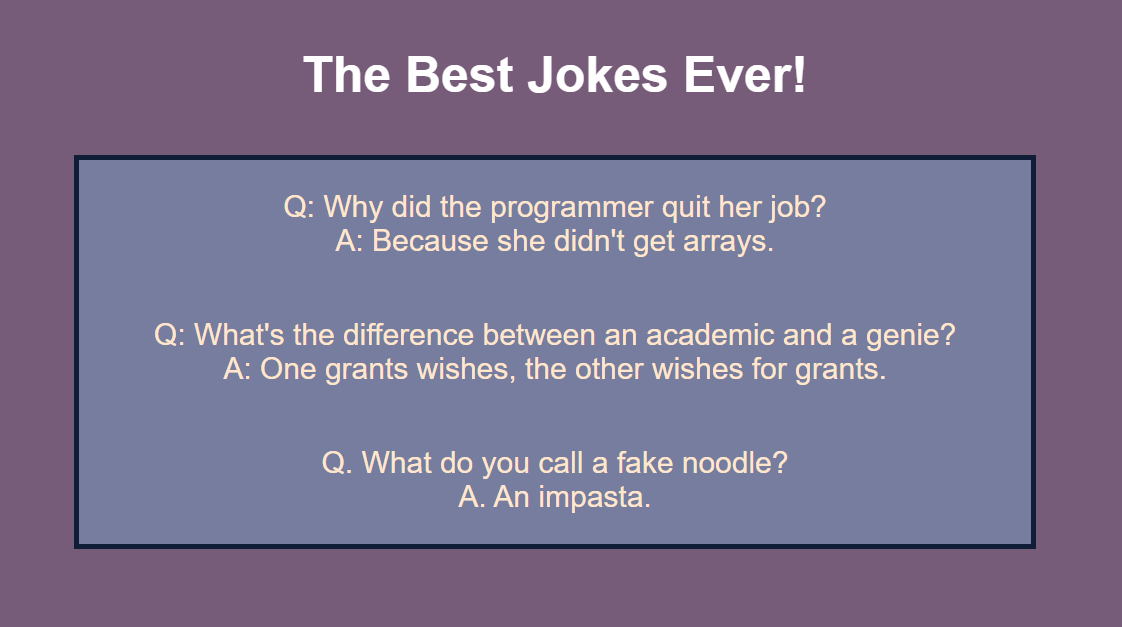 The Best Jokes Ever!
Q: Why did the programmer quit her job?
A: Because she didn't get arrays.
Q: What's the difference between an academic and a genie?
A: One grants wishes, the other wishes for grants.
Q. What do you call a fake noodle?
A. An impasta.